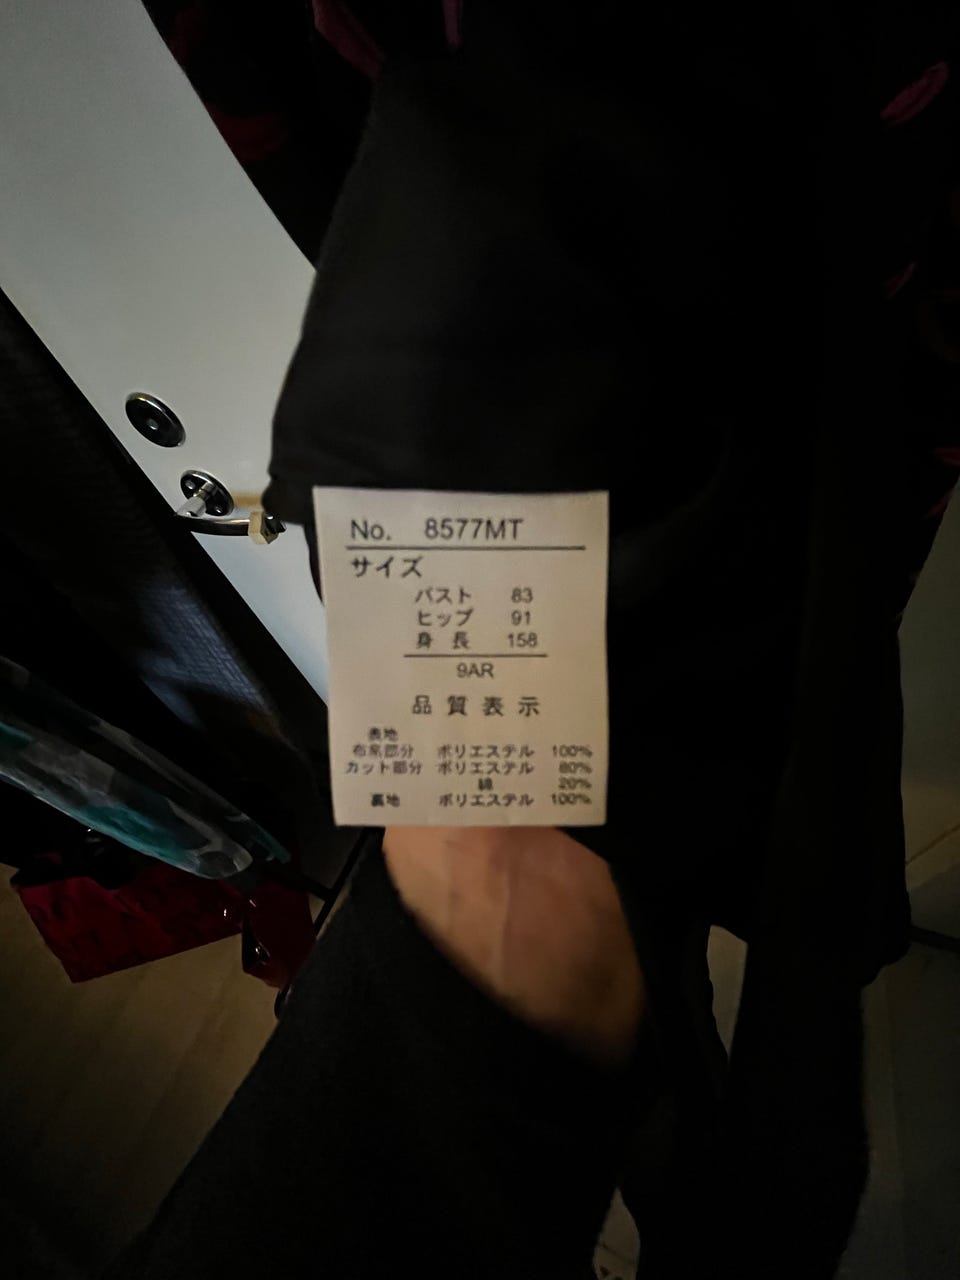 No. 8577MT
サイズ
バスト 83
ヒップ 91
身長 158
9AR
品質表示
表地
布帛部分 ポリエステル 100%
カット部分 ポリエステル 80%
綿 20%
裏地 ポリエステル 100%